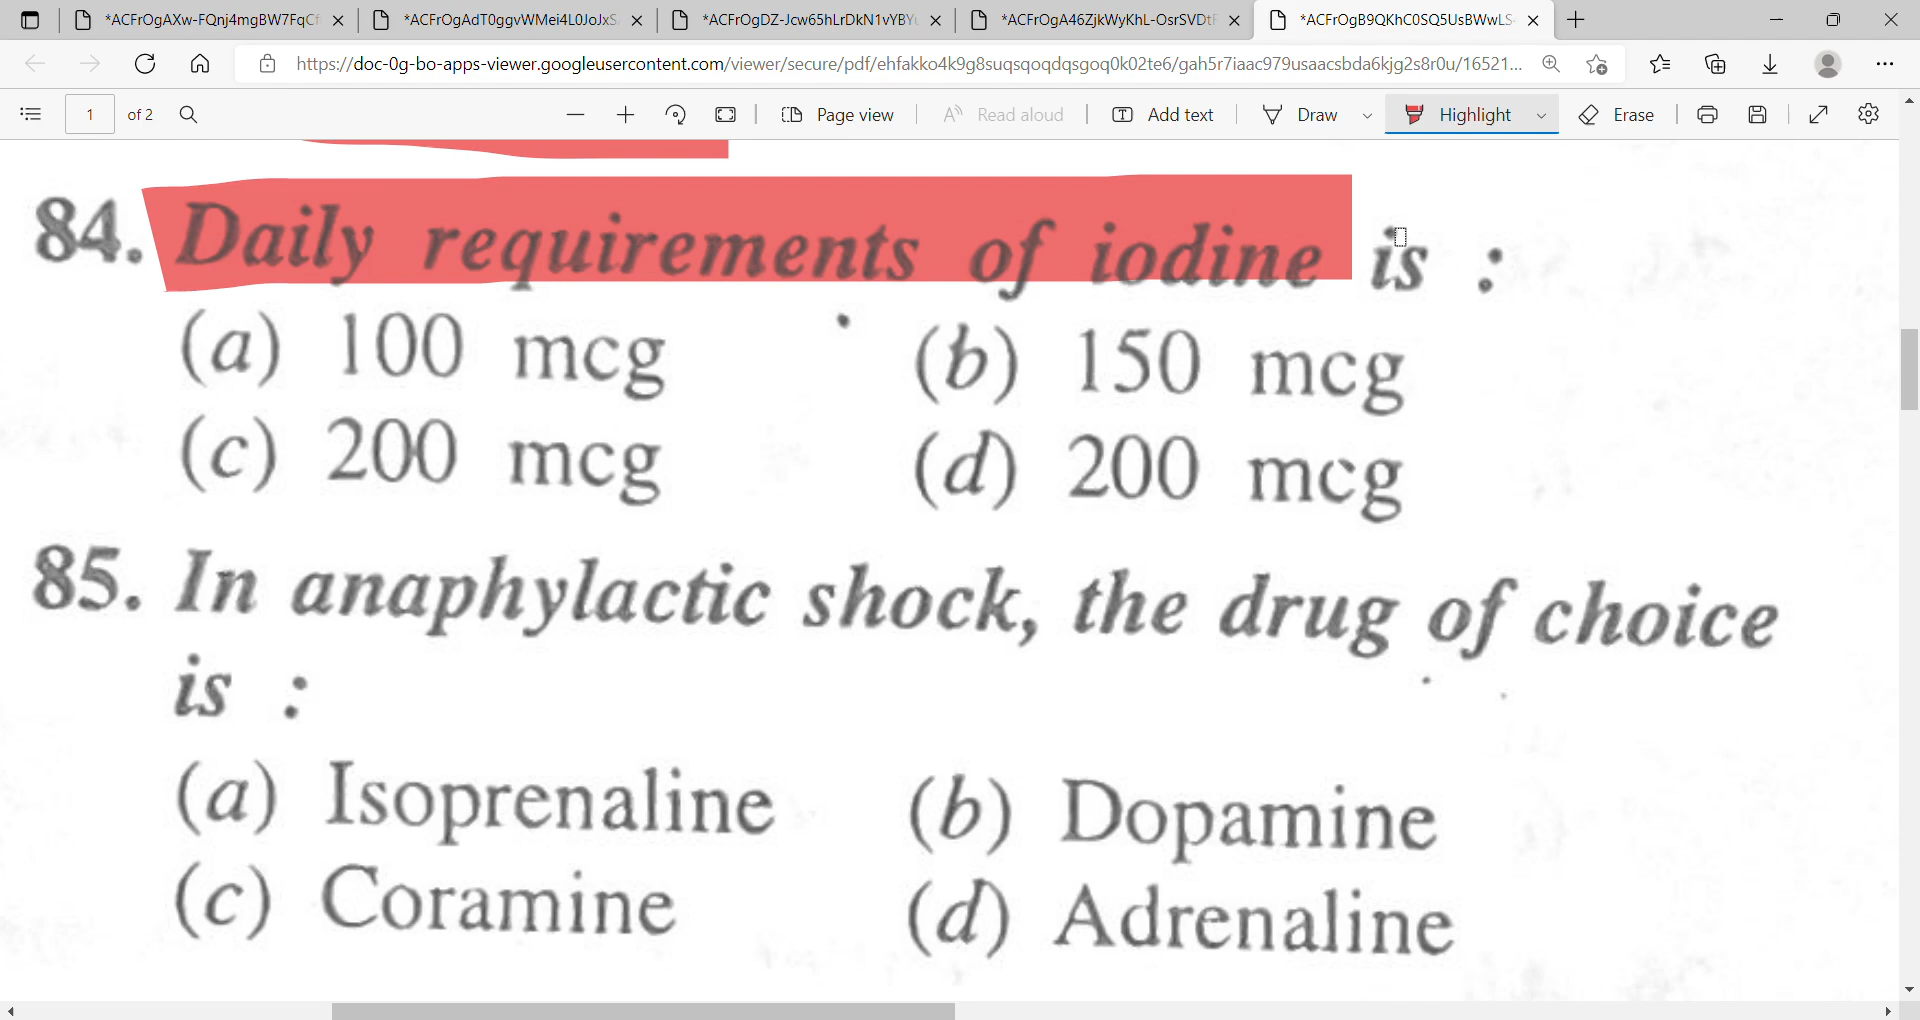 *ACFrOgAXw-FQnj4mgBW7FqCf
*ACFrOgAdT0ggvWMei4L0JoJxS
*ACFrOgDZ-Jcw65hLrDkN1vYBYu
*ACFrOgA46ZjkWyKhL-OsrSVDtF
*ACFrOgB9QKhC0SQ5UsBWwLS
https://doc-0g-bo-apps-viewer.googleusercontent.com/viewer/secure/pdf/ehfakko4k9g8suqsqoqdqsgoq0k02te6/gah5r7iaac979usaacsbda6kjg2s8r0u/16521...
1 of 2 Page view Read aloud Add text Draw Highlight Erase
84. Daily requirements of iodine is :
(a) 100 mcg (b) 150 mcg
(c) 200 mcg (d) 200 mcg
85. In anaphylactic shock, the drug of choice
is :
(a) Isoprenaline (b) Dopamine
(c) Coramine (d) Adrenaline